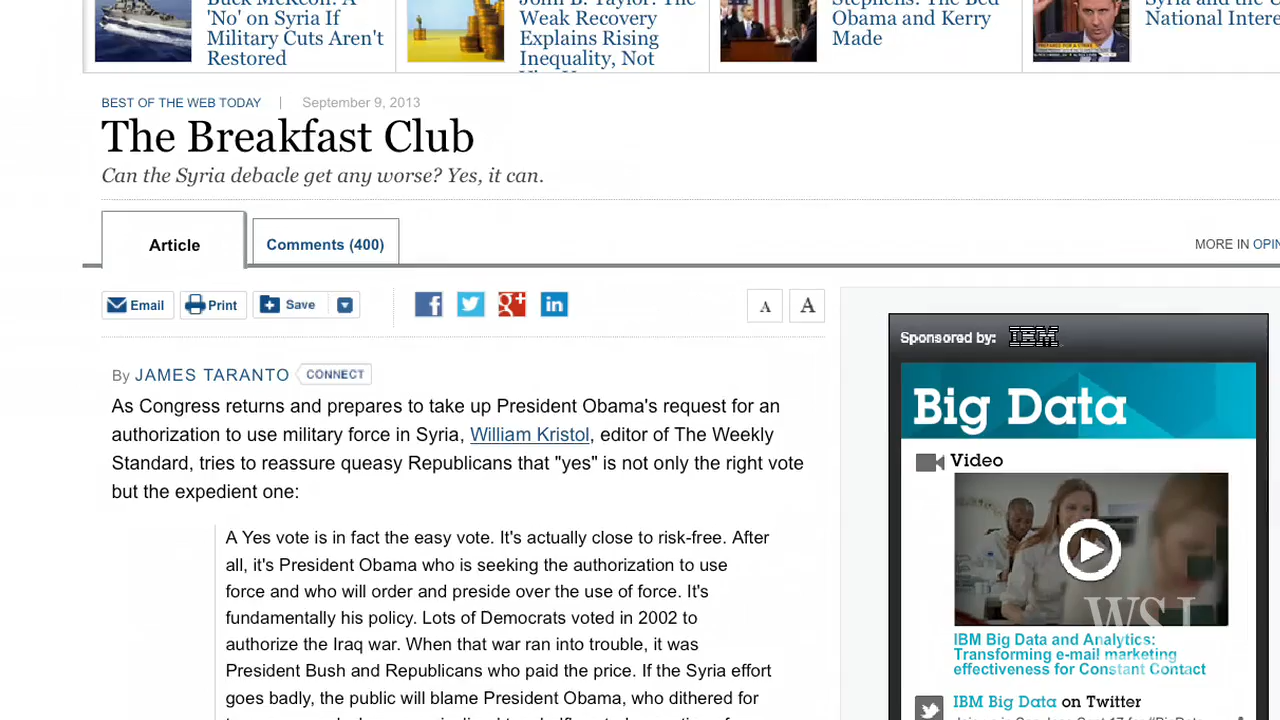 Buck McKeon: A
'No' on Syria If
Military Cuts Aren't
Restored
John B. Taylor: The
Weak Recovery
Explains Rising
Inequality, Not
Stephens: The Bed
Obama and Kerry
Made
Syria and the
National
BEST OF THE WEB TODAY | September 9, 2013
The Breakfast Club
Can the Syria debacle get any worse? Yes, it can.
Article
Comments (400)
MORE IN OPIN
Email
Print
Save
f
g+
in
A
A
By JAMES TARANTO CONNECT
As Congress returns and prepares to take up President Obama's request for an
authorization to use military force in Syria, William Kristol, editor of The Weekly
Standard, tries to reassure queasy Republicans that "yes" is not only the right vote
but the expedient one:
A Yes vote is in fact the easy vote. It's actually close to risk-free. After
all, it's President Obama who is seeking the authorization to use
force and who will order and preside over the use of force. It's
fundamentally his policy. Lots of Democrats voted in 2002 to
authorize the Iraq war. When that war ran into trouble, it was
President Bush and Republicans who paid the price. If the Syria effort
goes badly, the public will blame President Obama, who dithered for
Sponsored by: IBM
Big Data
Video
WSJ
IBM Big Data and Analytics:
Transforming e-mail marketing
effectiveness for Constant Contact
IBM Big Data on Twitter